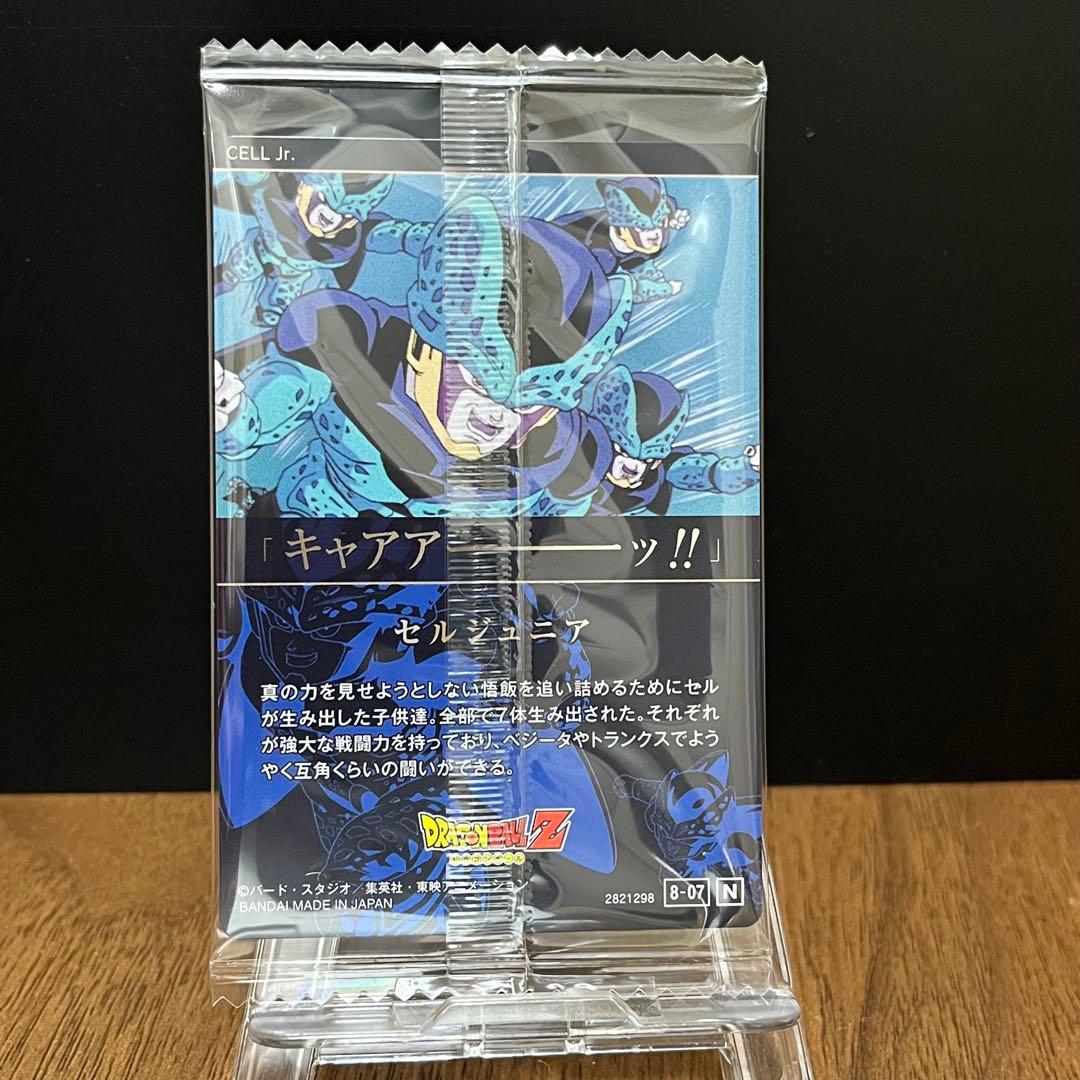 CELL Jr.
「キャアア━━━ッ!!」
セルジュニア
真の力を見せようとしない悟飯を追い詰めるためにセル
が生み出した子供達。全部で7体生み出された。それぞれ
が強大な戦闘力を持っており、ベジータやトランクスでよう
やく互角くらいの闘いができる。
DRAGON BALL Z
ドラゴンボール
©バード・スタジオ／集英社・東映アニメーション
BANDAI MADE IN JAPAN
2821298 8-07 N